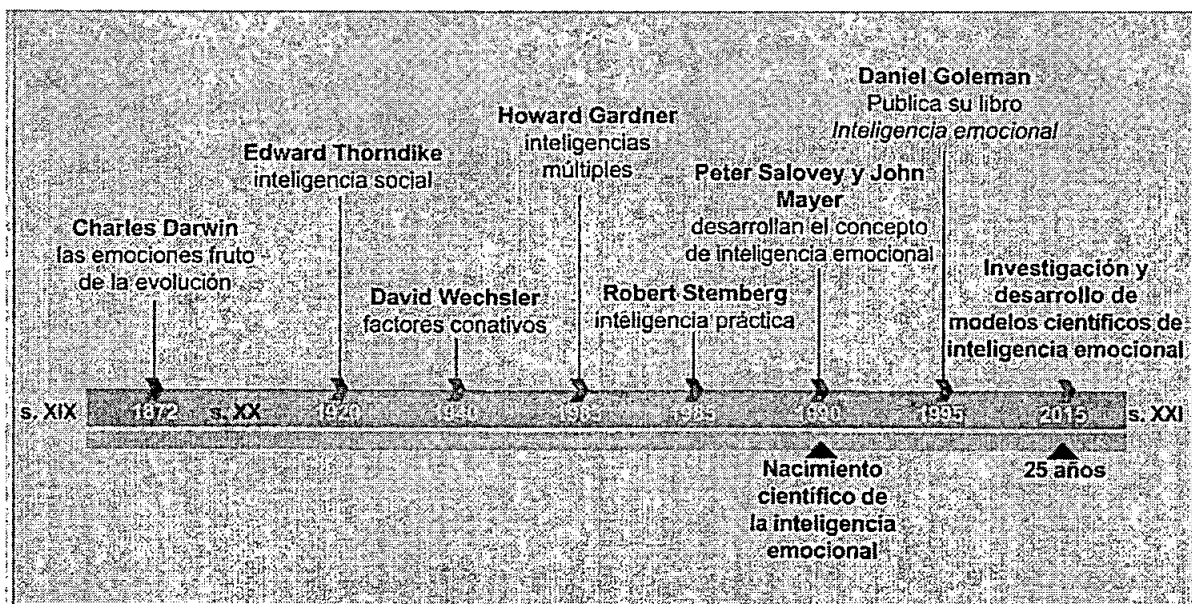 Charles Darwin
las emociones fruto
de la evolución
Edward Thorndike
inteligencia social
David Wechsler
factores conativos
Howard Gardner
inteligencias
múltiples
Robert Stemberg
inteligencia práctica
Peter Salovey y John
Mayer
desarrollan el concepto
de inteligencia emocional
Daniel Goleman
Publica su libro
Inteligencia emocional
Investigación y
desarrollo de
modelos científicos de
inteligencia emocional
s. XIX 1872 s. XX 1920 1940 1983 1985 1990 1995 2015 s. XXI
Nacimiento
científico de
la inteligencia
emocional
25 años